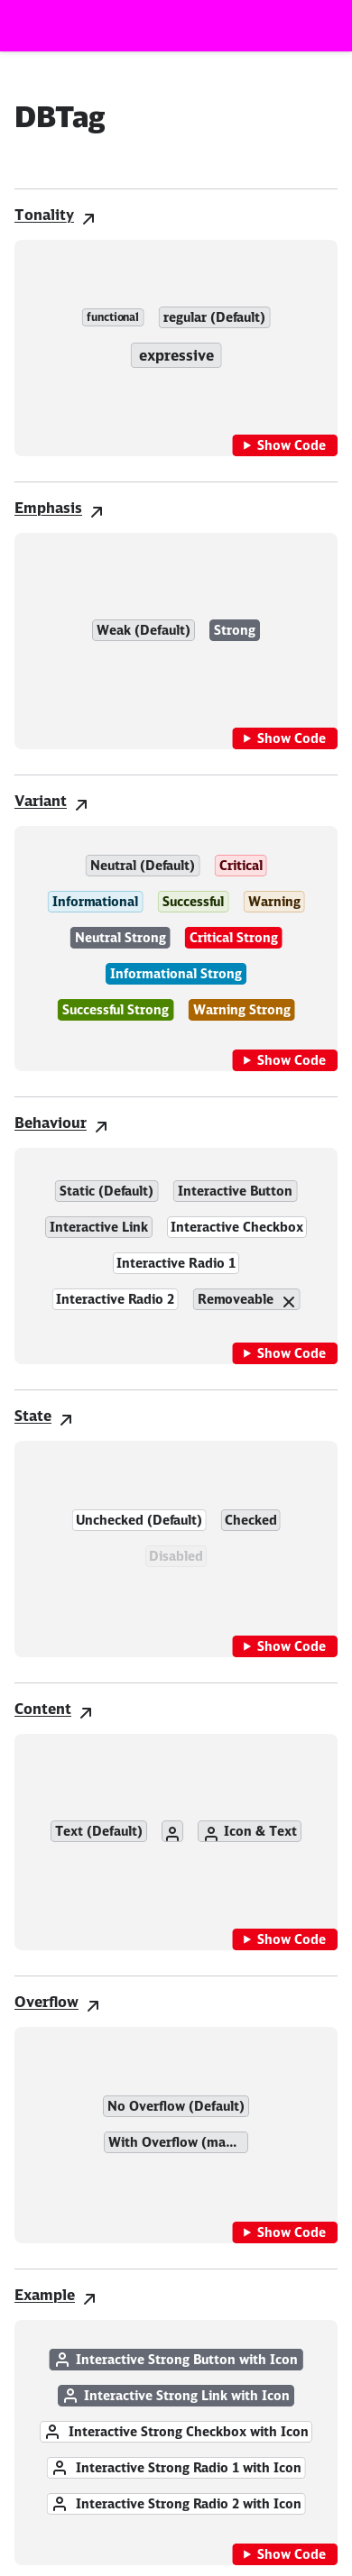 DBTag
Tonality
functional regular (Default)
expressive
Show Code
Emphasis
Weak (Default) Strong
Show Code
Variant
Neutral (Default) Critical
Informational Successful Warning
Neutral Strong Critical Strong
Informational Strong
Successful Strong Warning Strong
Show Code
Behaviour
Static (Default) Interactive Button
Interactive Link Interactive Checkbox
Interactive Radio 1
Interactive Radio 2 Removeable
Show Code
State
Unchecked (Default) Checked
Disabled
Show Code
Content
Text (Default) Icon & Text
Show Code
Overflow
No Overflow (Default)
With Overflow (ma...
Show Code
Example
Interactive Strong Button with Icon
Interactive Strong Link with Icon
Interactive Strong Checkbox with Icon
Interactive Strong Radio 1 with Icon
Interactive Strong Radio 2 with Icon
Show Code